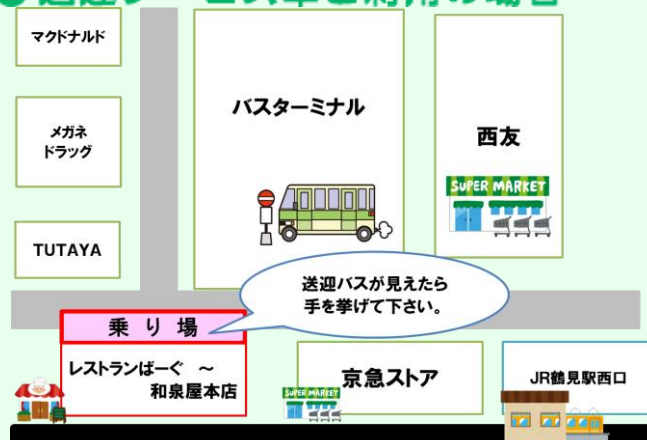 マクドナルド
メガネ
ドラッグ
TUTAYA
バスターミナル
西友
SUPER MARKET
送迎バスが見えたら
手を挙げて下さい。
乗り場
レストランばーぐ ～
和泉屋本店
京急ストア
SUPER MARKET
JR鶴見駅西口